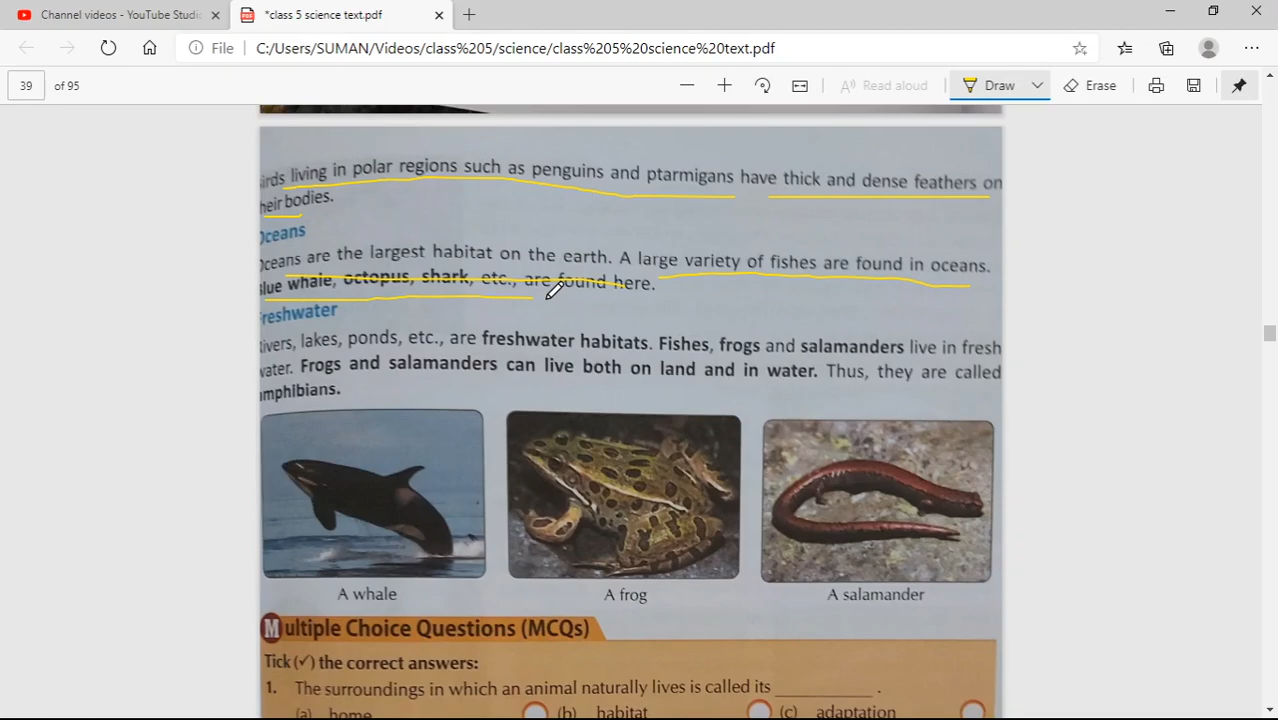 Channel videos - YouTube Studi
*class 5 science text.pdf
File
C:/Users/SUMAN/Videos/class%205/science/class%205%20science%20text.pdf
39 of 95
Read aloud
Draw
Erase
irds living in polar regions such as penguins and ptarmigans have thick and dense feathers on
heir bodies.
Oceans
Oceans are the largest habitat on the earth. A large variety of fishes are found in oceans.
lue whale, octopus, shark, etc., are found here.
Freshwater
ivers, lakes, ponds, etc., are freshwater habitats. Fishes, frogs and salamanders live in fresh
water. Frogs and salamanders can live both on land and in water. Thus, they are called
amphibians.
A whale
A frog
A salamander
Multiple Choice Questions (MCQs)
Tick (✓) the correct answers:
1. The surroundings in which an animal naturally lives is called its __________ .
(a) home (b) habitat (c) adaptation